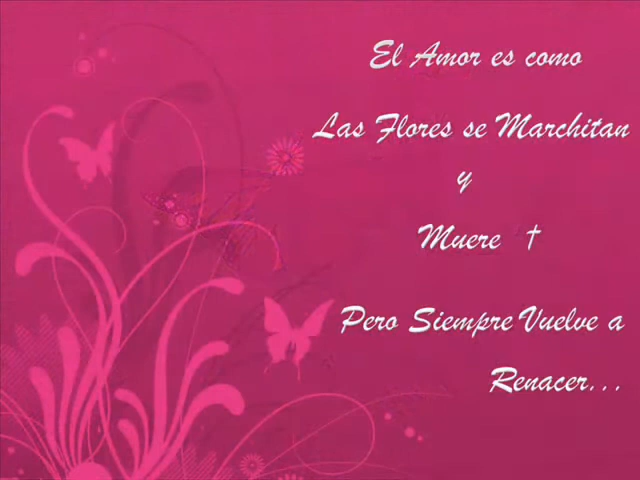 El Amor es como
Las Flores se Marchitan
y
Muere †
Pero Siempre Vuelve a
Renacer...